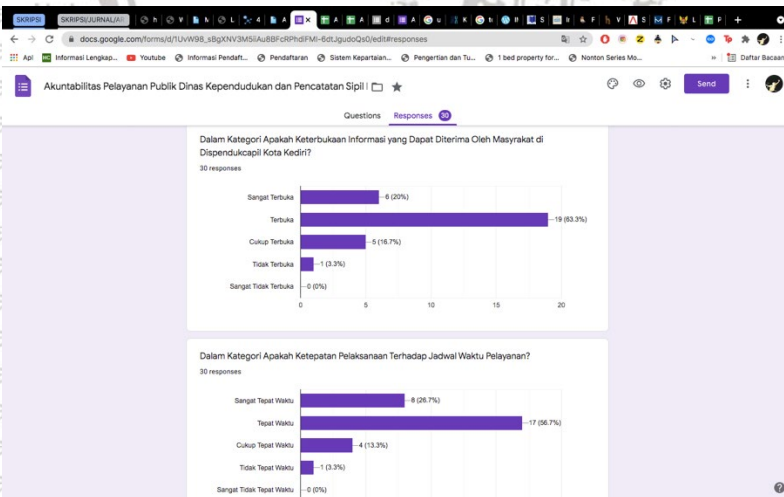 SKRIPSI SKRIPSI/JURNAL/AR
docs.google.com/forms/d/1UvW98_sBgXNV3M5iiAu8BFcRPhdiFMI-6dtJgudoQs0/edit#responses
Apl Informasi Lengkap... Youtube Informasi Pendaft... Pendaftaran Sistem Kepartaian... Pengertian dan Tu... 1 bed property for... Nonton Series Mo... » Daftar Bacaan
Akuntabilitas Pelayanan Publik Dinas Kependudukan dan Pencatatan Sipil Send
Questions Responses 30
Dalam Kategori Apakah Keterbukaan Informasi yang Dapat Diterima Oleh Masyrakat di
Dispendukcapil Kota Kediri?
30 responses
Sangat Terbuka 6 (20%)
Terbuka 19 (63.3%)
Cukup Terbuka 5 (16.7%)
Tidak Terbuka 1 (3.3%)
Sangat Tidak Terbuka 0 (0%)
0 5 10 15 20
Dalam Kategori Apakah Ketepatan Pelaksanaan Terhadap Jadwal Waktu Pelayanan?
30 responses
Sangat Tepat Waktu 8 (26.7%)
Tepat Waktu 17 (56.7%)
Cukup Tepat Waktu 4 (13.3%)
Tidak Tepat Waktu 1 (3.3%)
Sangat Tidak Tepat Waktu 0 (0%)